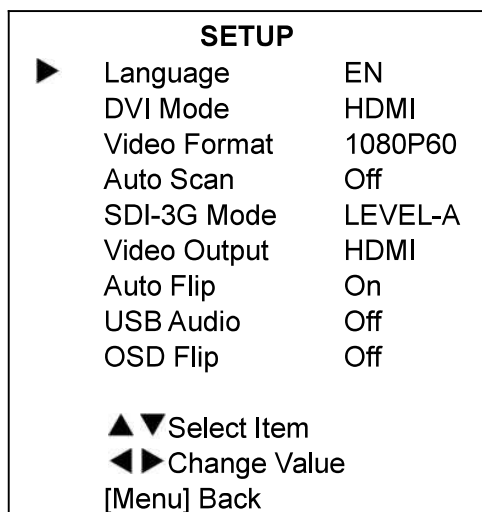 SETUP
▶ Language EN
DVI Mode HDMI
Video Format 1080P60
Auto Scan Off
SDI-3G Mode LEVEL-A
Video Output HDMI
Auto Flip On
USB Audio Off
OSD Flip Off
▲▼Select Item
◀▶Change Value
[Menu] Back